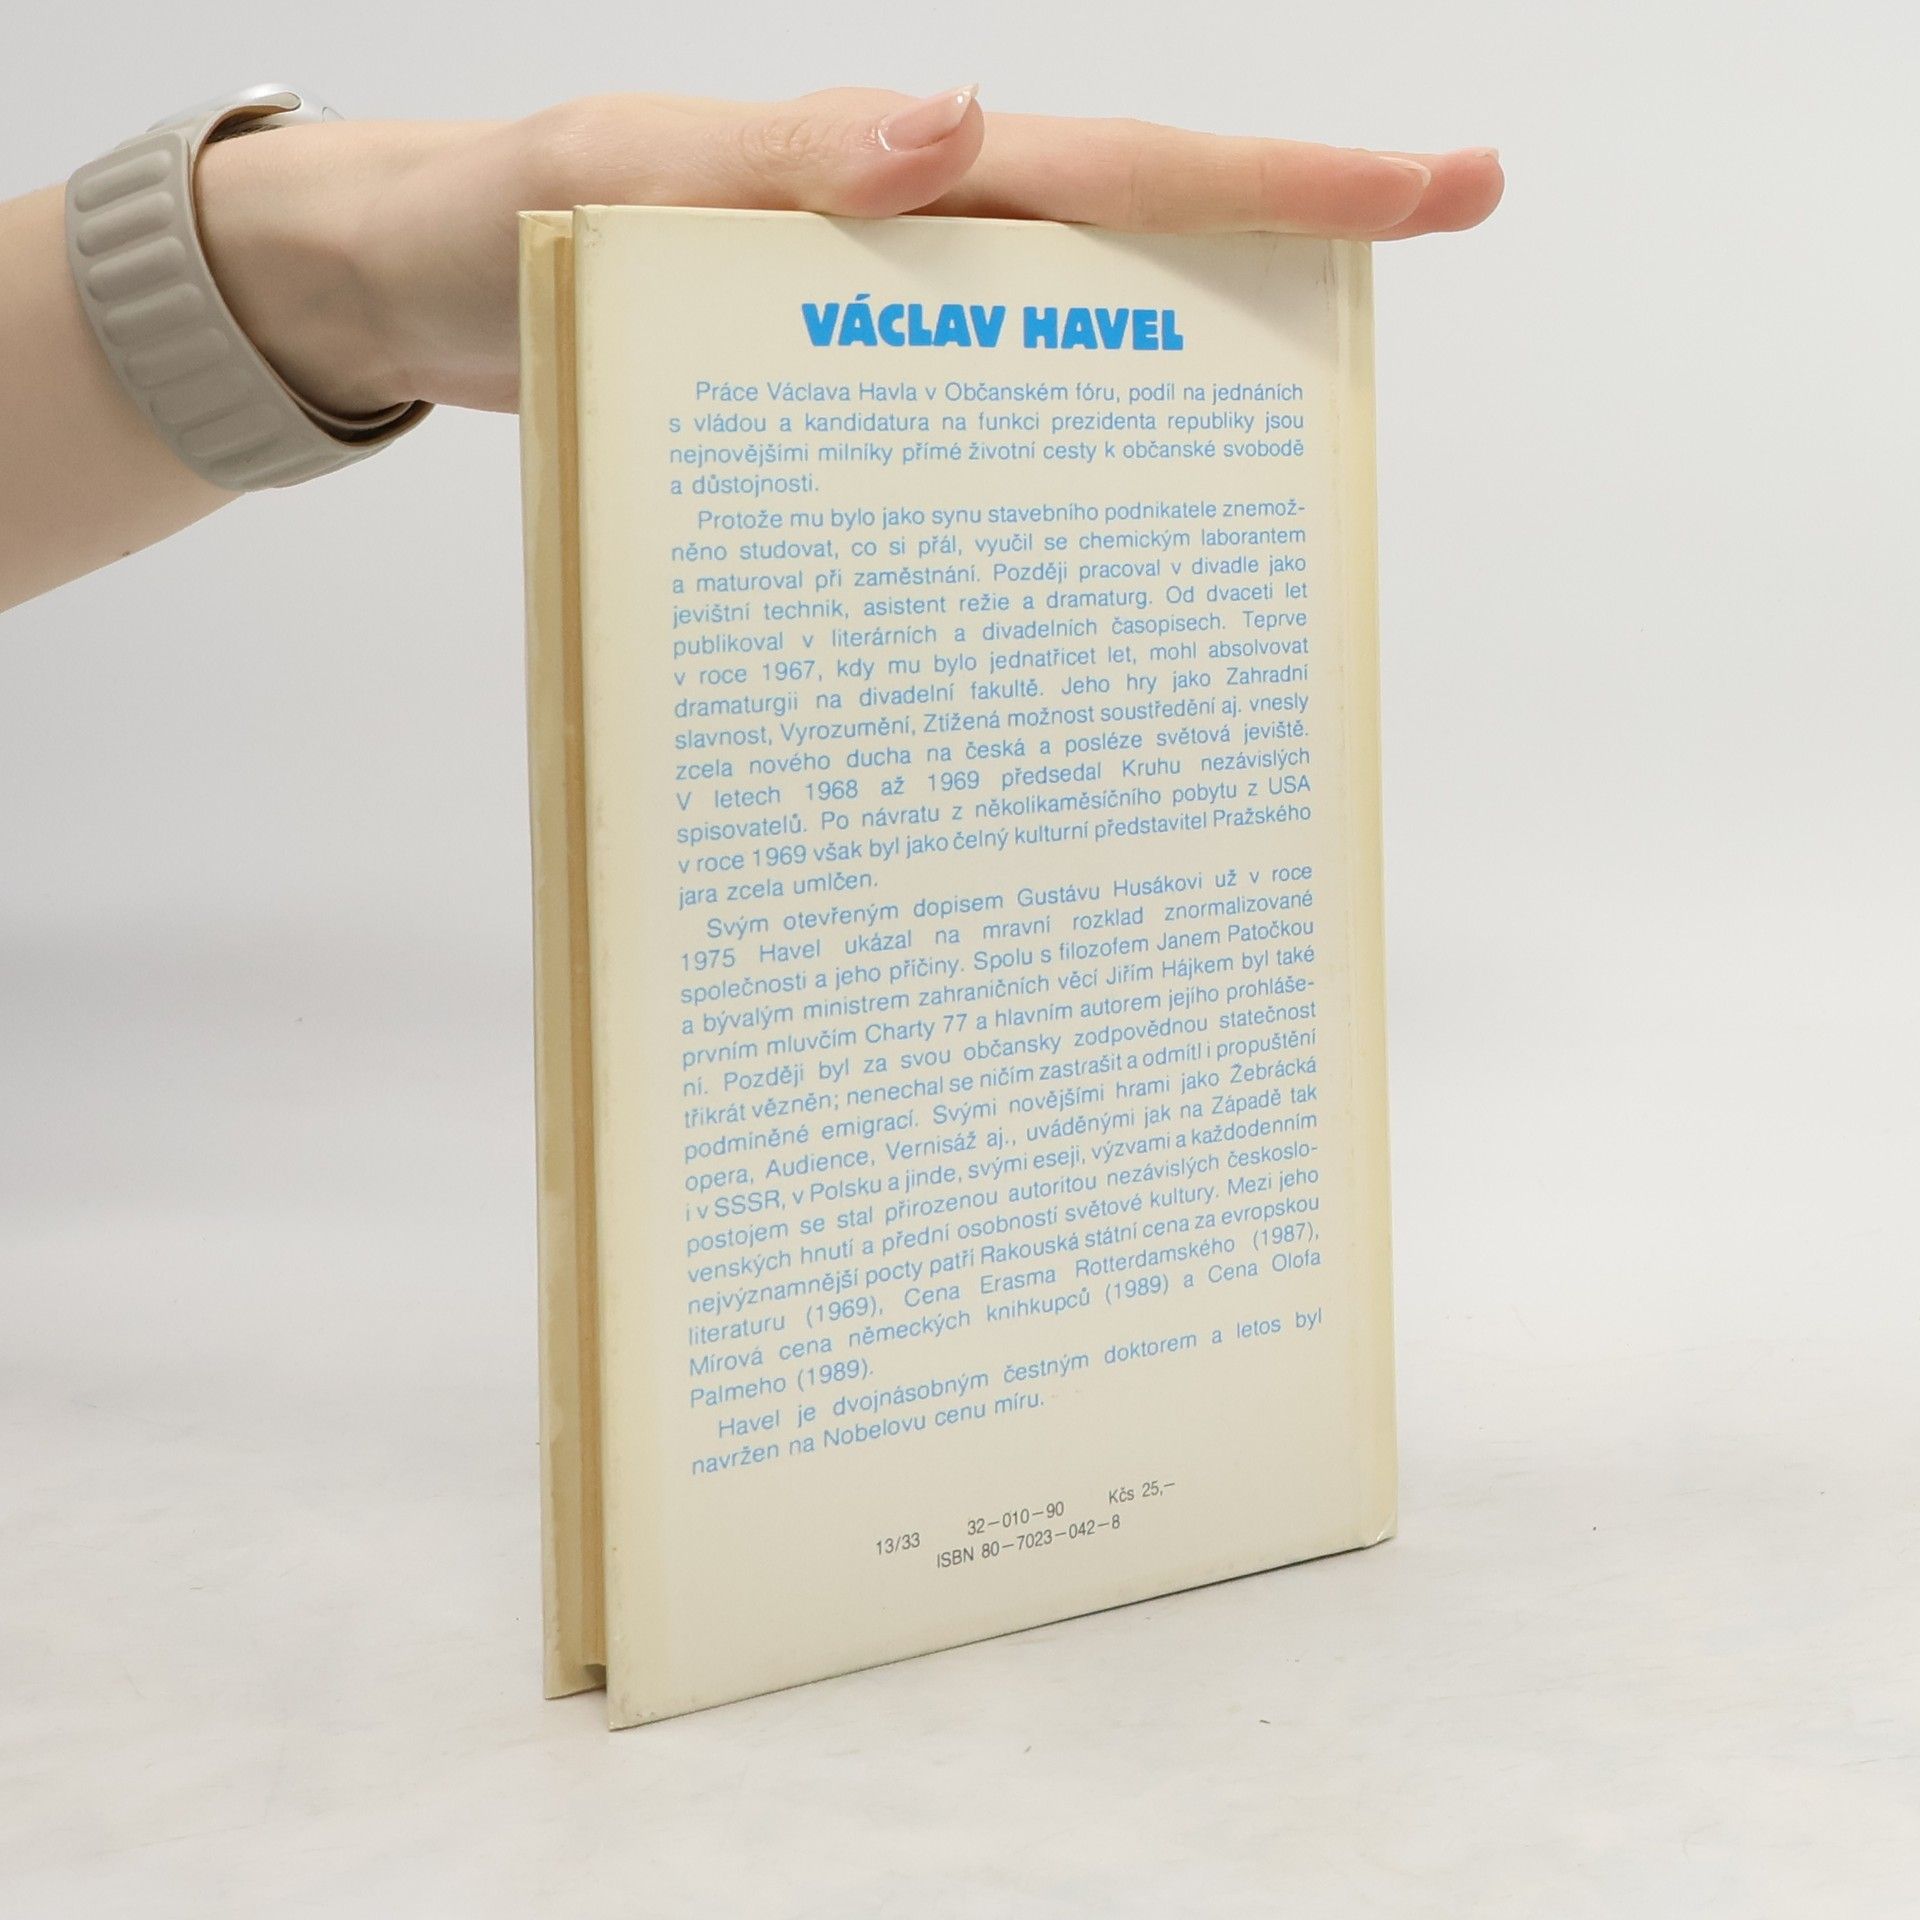 VÁCLAV HAVEL
Práce Václava Havla v Občanském fóru, podíl na jednáních
s vládou a kandidatura na funkci prezidenta republiky jsou
nejnovějšími milníky přímé životní cesty k občanské svobodě
a důstojnosti.
Protože mu bylo jako synu stavebního podnikatele znemož-
něno studovat, co si přál, vyučil se chemickým laborantem
a maturoval při zaměstnání. Později pracoval v divadle jako
jevištní technik, asistent režie a dramaturg. Od dvaceti let
publikoval v literárních a divadelních časopisech. Teprve
v roce 1967, kdy mu bylo jednatřicet let, mohl absolvovat
dramaturgii na divadelní fakultě. Jeho hry jako Zahradní
slavnost, Vyrozumění, Ztížená možnost soustředění aj. vnesly
zcela nového ducha na česká a posléze světová jeviště.
V letech 1968 až 1969 předsedal Kruhu nezávislých
spisovatelů. Po návratu z několikaměsíčního pobytu z USA
v roce 1969 však byl jako čelný kulturní představitel Pražského
jara zcela umlčen.
Svým otevřeným dopisem Gustávu Husákovi už v roce
1975 Havel ukázal na mravní rozklad znormalizované
společnosti a jeho příčiny. Spolu s filozofem Janem Patočkou
a bývalým ministrem zahraničních věcí Jiřím Hájkem byl také
prvním mluvčím Charty 77 a hlavním autorem jejího prohláše-
ní. Později byl za svou občansky zodpovědnou statečnost
třikrát vězněn; nenechal se ničím zastrašit a odmítl i propuštění
podmíněné emigrací. Svými novějšími hrami jako Žebrácká
opera, Audience, Vernisáž aj., uváděnými jak na Západě tak
i v SSSR, v Polsku a jinde, svými eseji, výzvami a každodenním
postojem se stal přirozenou autoritou nezávislých českoslo-
venských hnutí a přední osobností světové kultury. Mezi jeho
nejvýznamnější pocty patří Rakouská státní cena za evropskou
literaturu (1969), Cena Erasma Rotterdamského (1987),
Mírová cena německých knihkupců (1989) a Cena Olofa
Palmeho (1989).
Havel je dvojnásobným čestným doktorem a letos byl
navržen na Nobelovu cenu míru.
13/33 32—010—90 Kčs 25,—
ISBN 80—7023—042—8